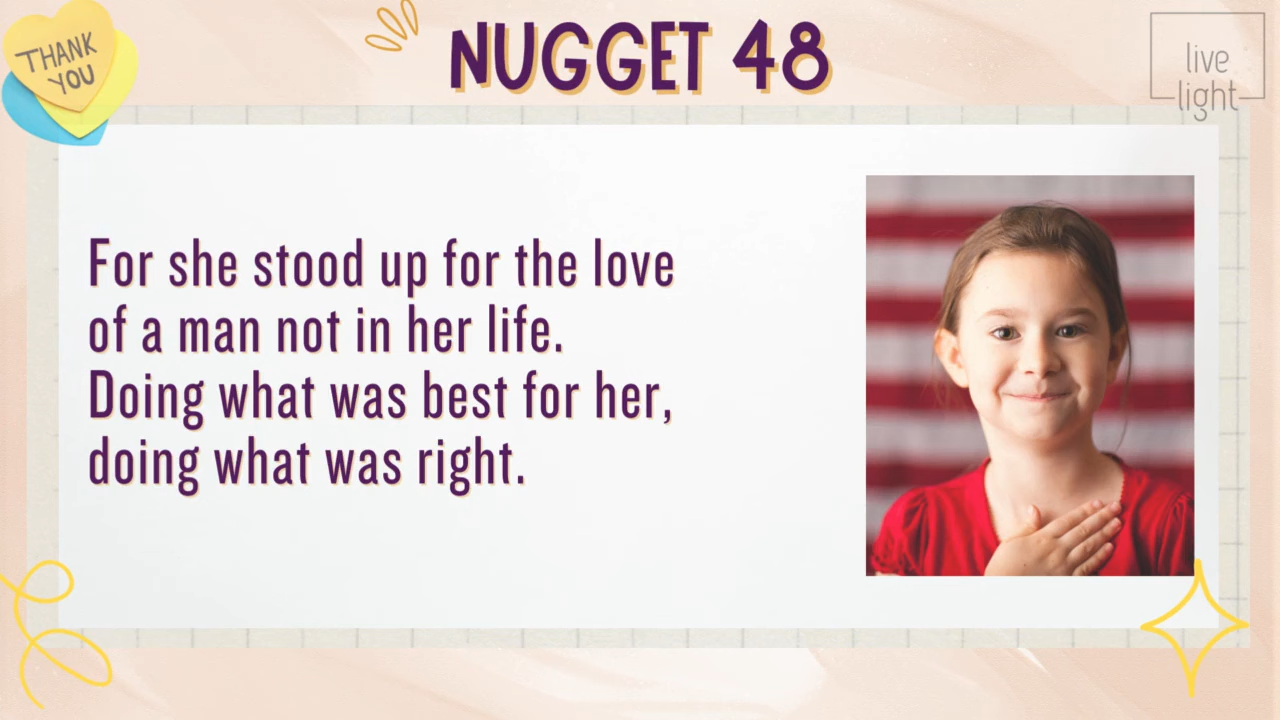 THANK
YOU
NUGGET 48
live
light
For she stood up for the love
of a man not in her life.
Doing what was best for her,
doing what was right.